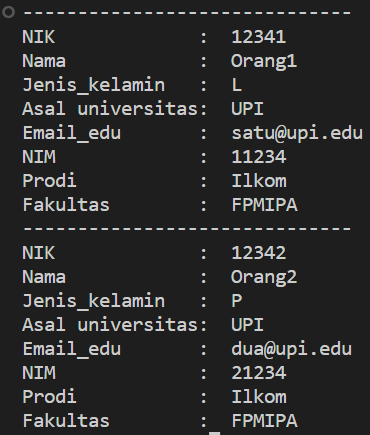 -------------------------------
NIK              :  12341
Nama             :  Orang1
Jenis_kelamin    :  L
Asal universitas:  UPI
Email_edu        :  satu@upi.edu
NIM              :  11234
Prodi            :  Ilkom
Fakultas         :  FPMIPA
-------------------------------
NIK              :  12342
Nama             :  Orang2
Jenis_kelamin    :  P
Asal universitas:  UPI
Email_edu        :  dua@upi.edu
NIM              :  21234
Prodi            :  Ilkom
Fakultas         :  FPMIPA